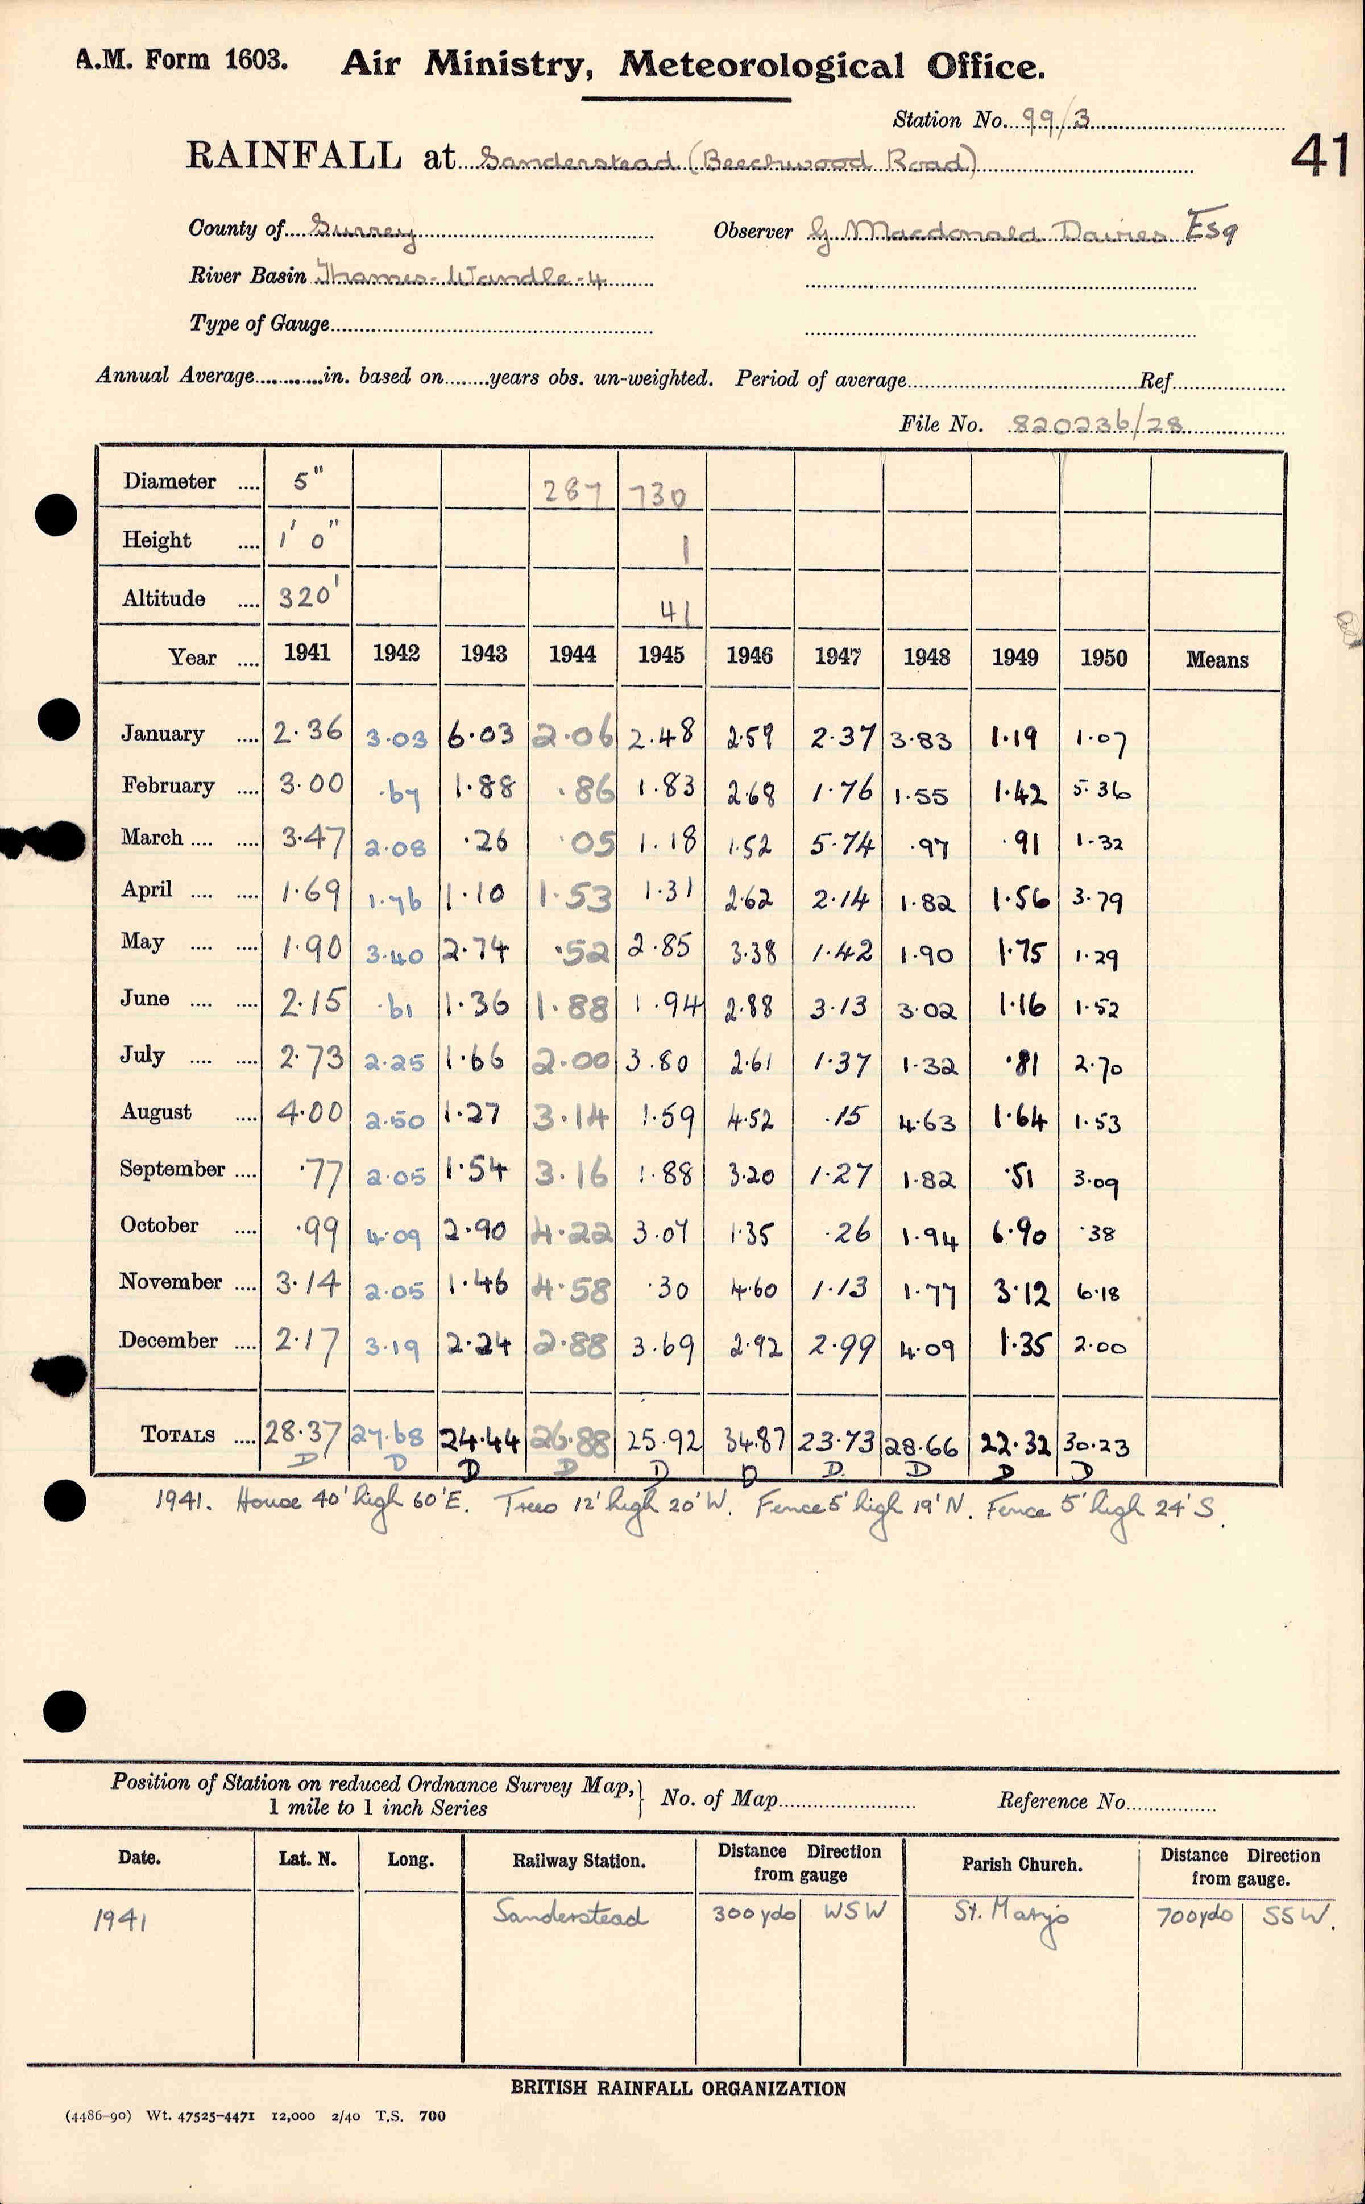 A.M. Form 1603. Air Ministry, Meteorological Office.
Station No. 99/3
41
RAINFALL at Sanderstead (Beechwood Road)
County of Surrey Observer G Macdonald Davies Esq
River Basin Thames-Wandle-4
Type of Gauge
Annual Average in. based on years obs. un-weighted. Period of average Ref
File No. 820236/28
Diameter 5" 287 730
Height 1' 0" 1
Altitude 320' 41
Year 1941 1942 1943 1944 1945 1946 1947 1948 1949 1950 Means
January 2.36 3.03 6.03 2.06 2.48 2.59 2.37 3.83 1.19 1.07
February 3.00 .67 1.88 .86 1.83 2.68 1.76 1.55 1.42 5.36
March 3.47 2.08 .26 .05 1.18 1.52 5.74 .97 .91 1.32
April 1.69 1.76 1.10 1.53 1.31 2.62 2.14 1.82 1.56 3.79
May 1.90 3.40 2.74 .52 2.85 3.38 1.42 1.90 1.75 1.29
June 2.15 .61 1.36 1.88 1.94 2.88 3.13 3.02 1.16 1.52
July 2.73 2.25 1.66 2.00 3.80 2.61 1.37 1.32 .81 2.70
August 4.00 2.50 1.27 3.14 1.59 4.52 .15 4.63 1.64 1.53
September .77 2.05 1.54 3.16 1.88 3.20 1.27 1.82 .51 3.09
October .99 4.09 2.90 4.22 3.07 1.35 .26 1.94 6.90 .38
November 3.14 2.05 1.46 4.58 .30 4.60 1.13 1.77 3.12 6.18
December 2.17 3.19 2.24 2.88 3.69 2.92 2.99 4.09 1.35 2.00
TOTALS 28.37 27.68 24.44 26.88 25.92 34.87 23.73 28.66 22.32 30.23
D D D D D D D D D D
1941. House 40' high 60' E. Trees 12' high 20' W. Fence 5' high 19' N. Fence 5' high 24' S.
Position of Station on reduced Ordnance Survey Map, 1 mile to 1 inch Series } No. of Map Reference No.
Date. Lat. N. Long. Railway Station. Distance Direction from gauge Parish Church. Distance Direction from gauge.
1941 Sanderstead 300 yds WSW St. Mary's 700 yds SSW.
BRITISH RAINFALL ORGANIZATION
(4486-90) Wt. 47525-4471 12,000 2/40 T.S. 700